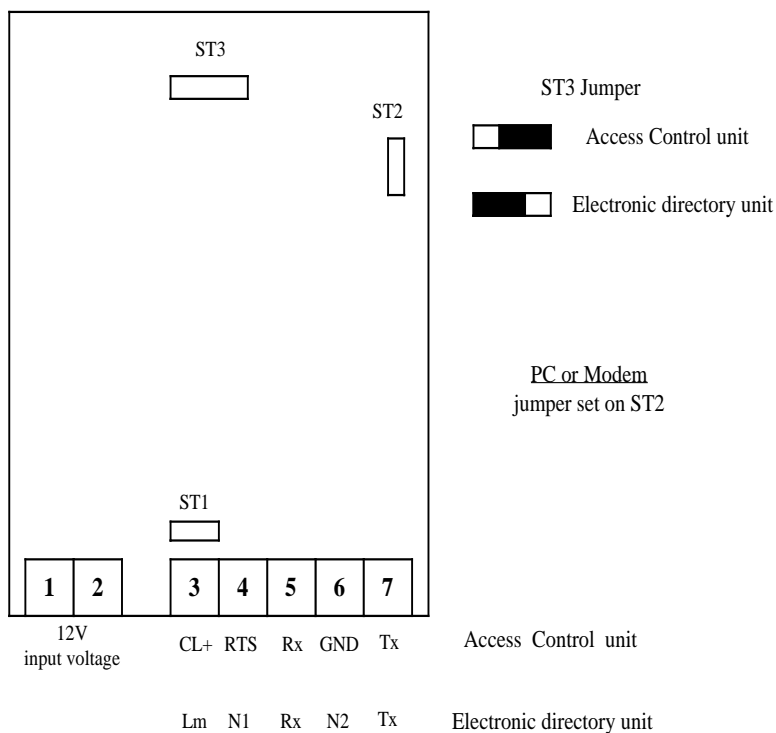 ST3
ST3 Jumper
ST2
Access Control unit
Electronic directory unit
PC or Modem
jumper set on ST2
ST1
1 2 3 4 5 6 7
12V
input voltage
CL+ RTS Rx GND Tx Access Control unit
Lm N1 Rx N2 Tx Electronic directory unit